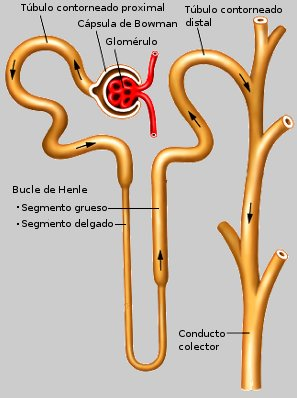 Túbulo contorneado proximal
Cápsula de Bowman
Glomérulo
Túbulo contorneado
distal
Bucle de Henle
• Segmento grueso
• Segmento delgado
Conducto
colector